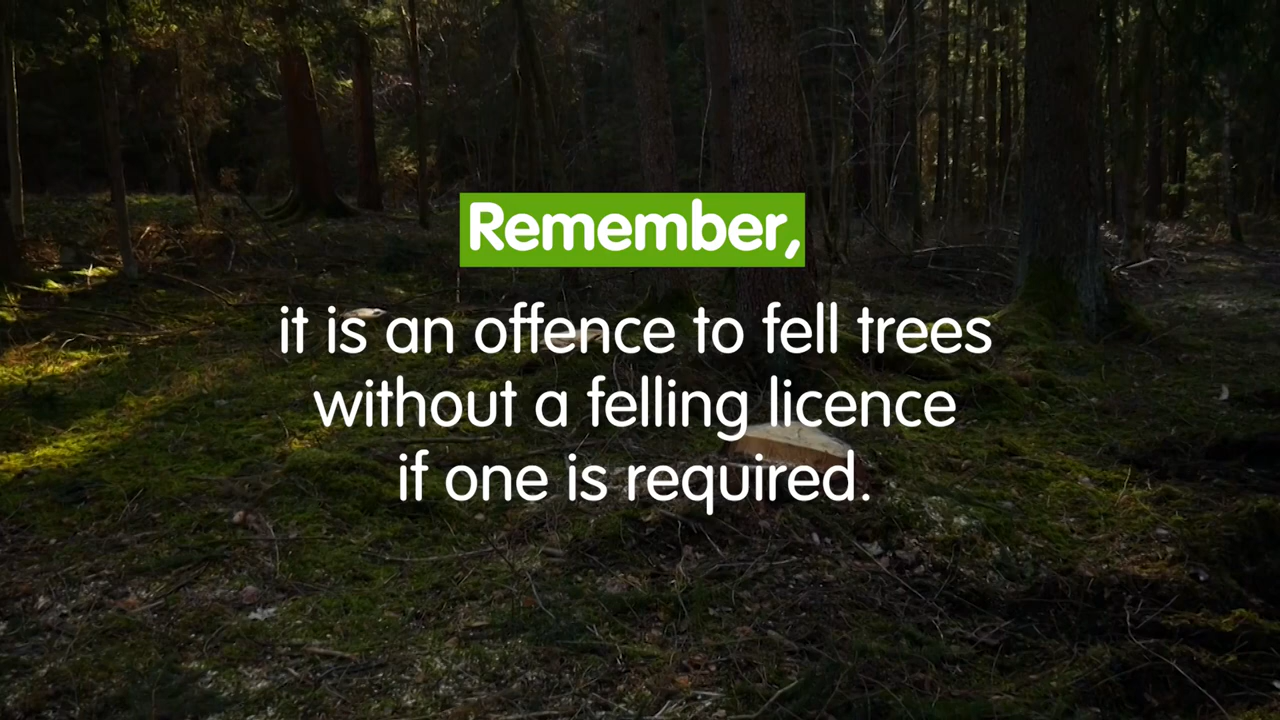 Remember,
it is an offence to fell trees
without a felling licence
if one is required.